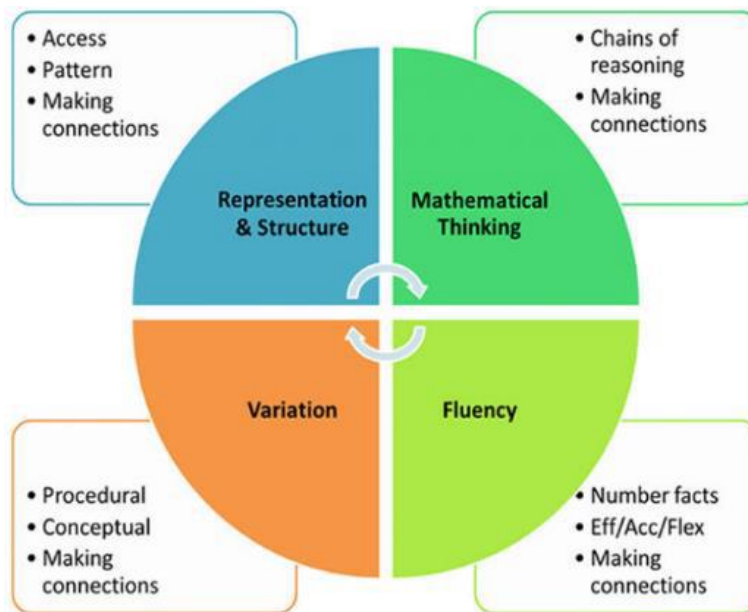 • Access
• Pattern
• Making
connections
• Chains of
reasoning
• Making
connections
Representation
& Structure
Mathematical
Thinking
Variation
Fluency
• Procedural
• Conceptual
• Making
connections
• Number facts
• Eff/Acc/Flex
• Making
connections